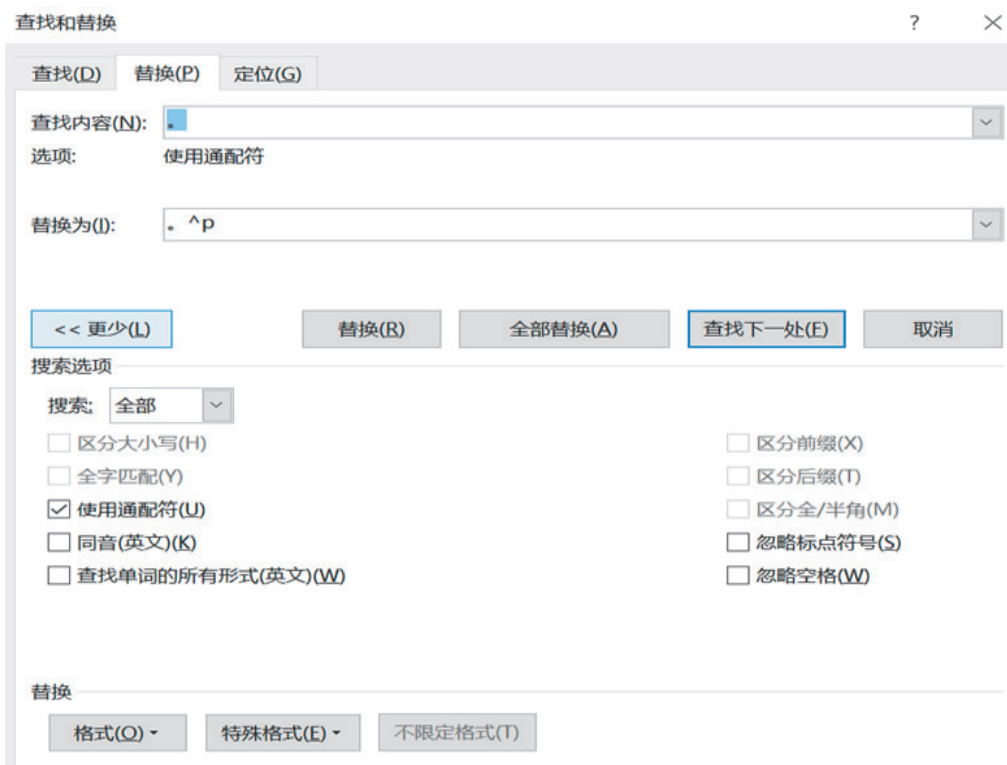 查找和替换 ? ×
查找(D) 替换(P) 定位(G)
查找内容(N): 。
选项: 使用通配符
替换为(I): 。^p
<< 更少(L) 替换(R) 全部替换(A) 查找下一处(F) 取消
搜索选项
搜索; 全部
区分大小写(H) 区分前缀(X)
全字匹配(Y) 区分后缀(T)
使用通配符(U) 区分全/半角(M)
同音(英文)(K) 忽略标点符号(S)
查找单词的所有形式(英文)(W) 忽略空格(W)
替换
格式(O) 特殊格式(E) 不限定格式(T)